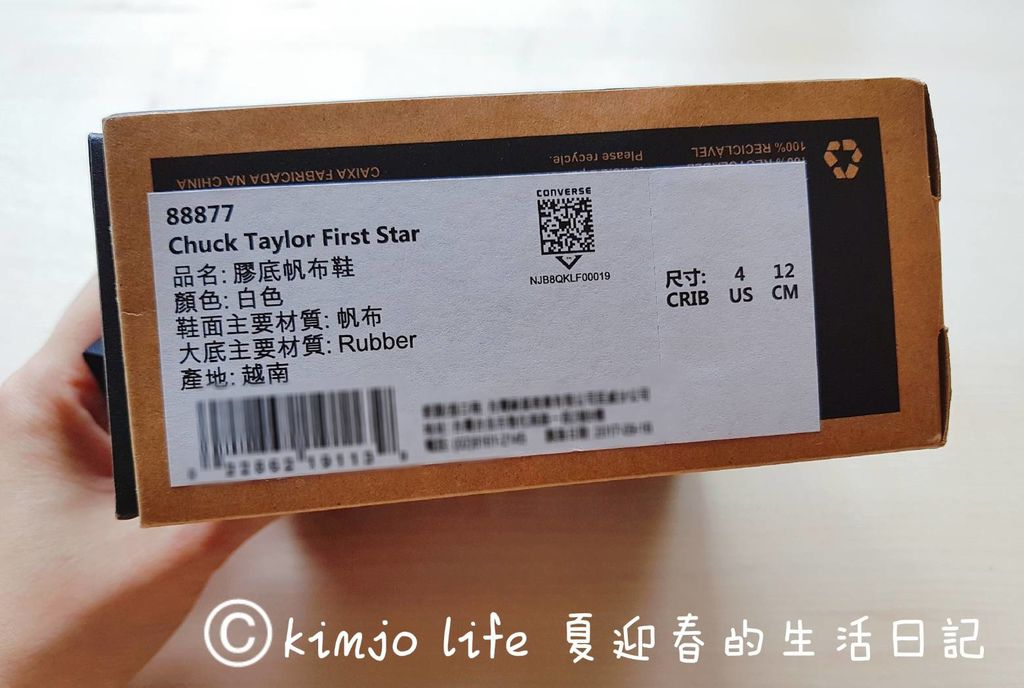 CAIXA FABRICADA NA CHINA
Please recycle.
100% RECICLÁVEL
88877
Chuck Taylor First Star
品名: 膠底帆布鞋
顏色: 白色
鞋面主要材質: 帆布
大底主要材質: Rubber
產地: 越南
CONVERSE
NJB8QKLF00019
尺寸: 4 12
CRIB US CM
©kimjo life 夏迎春的生活日記